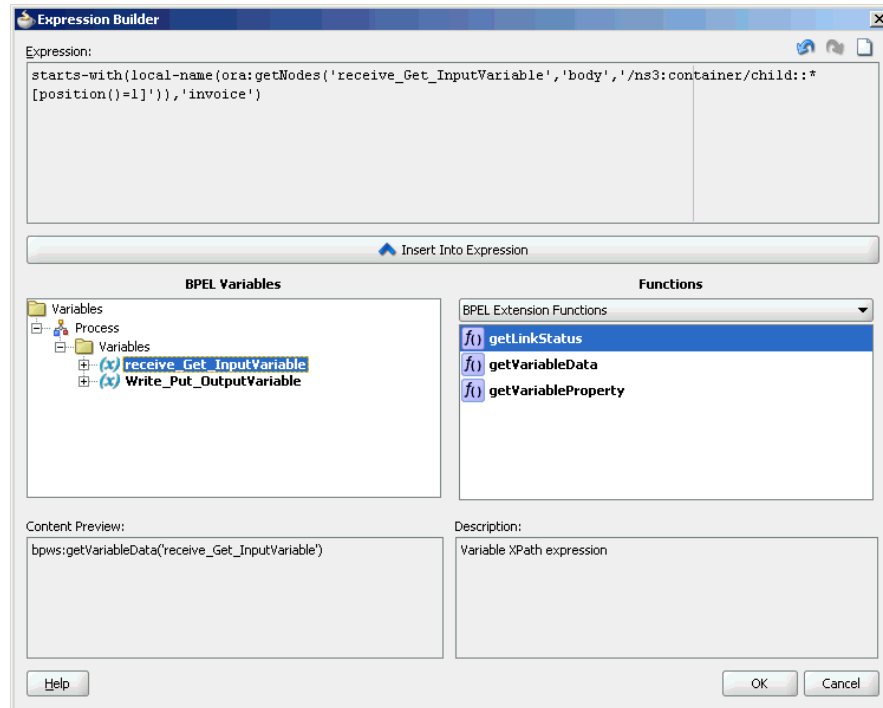 Expression Builder
Expression:
starts-with(local-name(ora:getNodes('receive_Get_InputVariable','body','/ns3:container/child::*
[position()=1]')),'invoice')
Insert Into Expression
BPEL Variables
Functions
Variables
Process
Variables
(x) receive_Get_InputVariable
(x) Write_Put_OutputVariable
BPEL Extension Functions
f() getLinkStatus
f() getVariableData
f() getVariableProperty
Content Preview:
bpws:getVariableData('receive_Get_InputVariable')
Description:
Variable XPath expression
Help
OK
Cancel